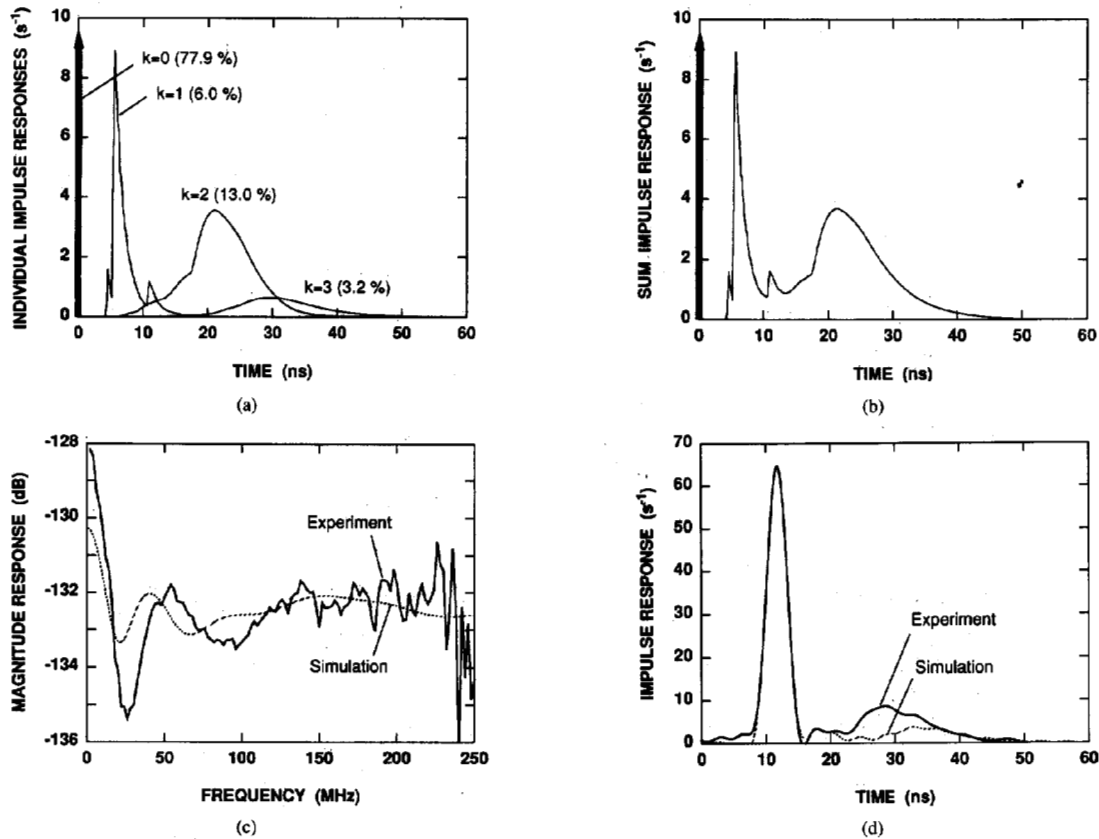 INDIVIDUAL IMPULSE RESPONSES (s⁻¹)
10
8
6
4
2
0
k=0 (77.9 %)
k=1 (6.0 %)
k=2 (13.0 %)
k=3 (3.2 %)
0 10 20 30 40 50 60
TIME (ns)
(a)
SUM IMPULSE RESPONSE (s⁻¹)
10
8
6
4
2
0
0 10 20 30 40 50 60
TIME (ns)
(b)
MAGNITUDE RESPONSE (dB)
-128
-130
-132
-134
-136
Experiment
Simulation
0 50 100 150 200 250
FREQUENCY (MHz)
(c)
IMPULSE RESPONSE (s⁻¹)
70
60
50
40
30
20
10
0
Experiment
Simulation
0 10 20 30 40 50 60
TIME (ns)
(d)